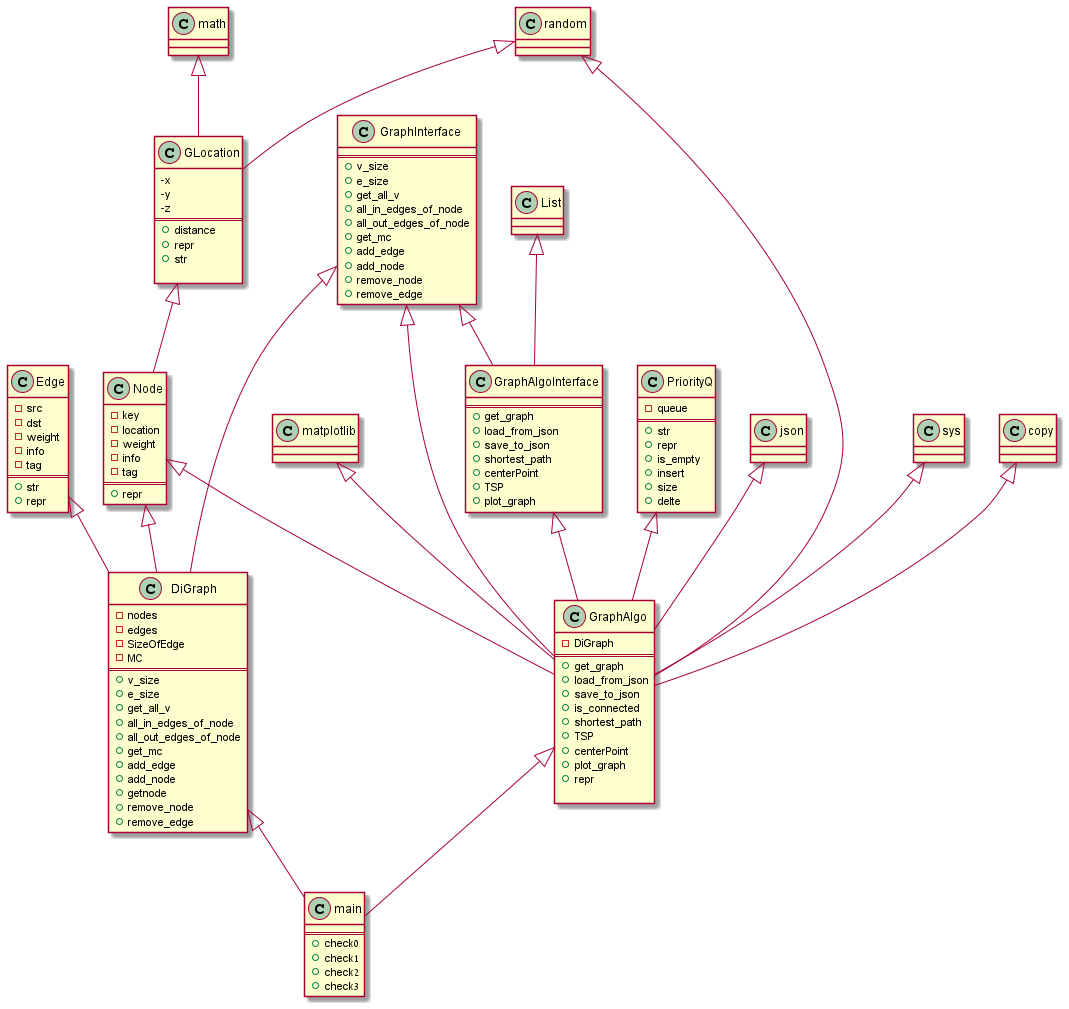 C math
C random
C GLocation
-x
-y
-z
distance
repr
str
C GraphInterface
v_size
e_size
get_all_v
all_in_edges_of_node
all_out_edges_of_node
get_mc
add_edge
add_node
remove_node
remove_edge
C List
C Edge
src
dst
weight
info
tag
str
repr
C Node
key
location
weight
info
tag
repr
C matplotlib
C GraphAlgoInterface
get_graph
load_from_json
save_to_json
shortest_path
centerPoint
TSP
plot_graph
C PriorityQ
queue
str
repr
is_empty
insert
size
delte
C json
C sys
C copy
C DiGraph
nodes
edges
SizeOfEdge
MC
v_size
e_size
get_all_v
all_in_edges_of_node
all_out_edges_of_node
get_mc
add_edge
add_node
getnode
remove_node
remove_edge
C GraphAlgo
DiGraph
get_graph
load_from_json
save_to_json
is_connected
shortest_path
TSP
centerPoint
plot_graph
repr
C main
check0
check1
check2
check3